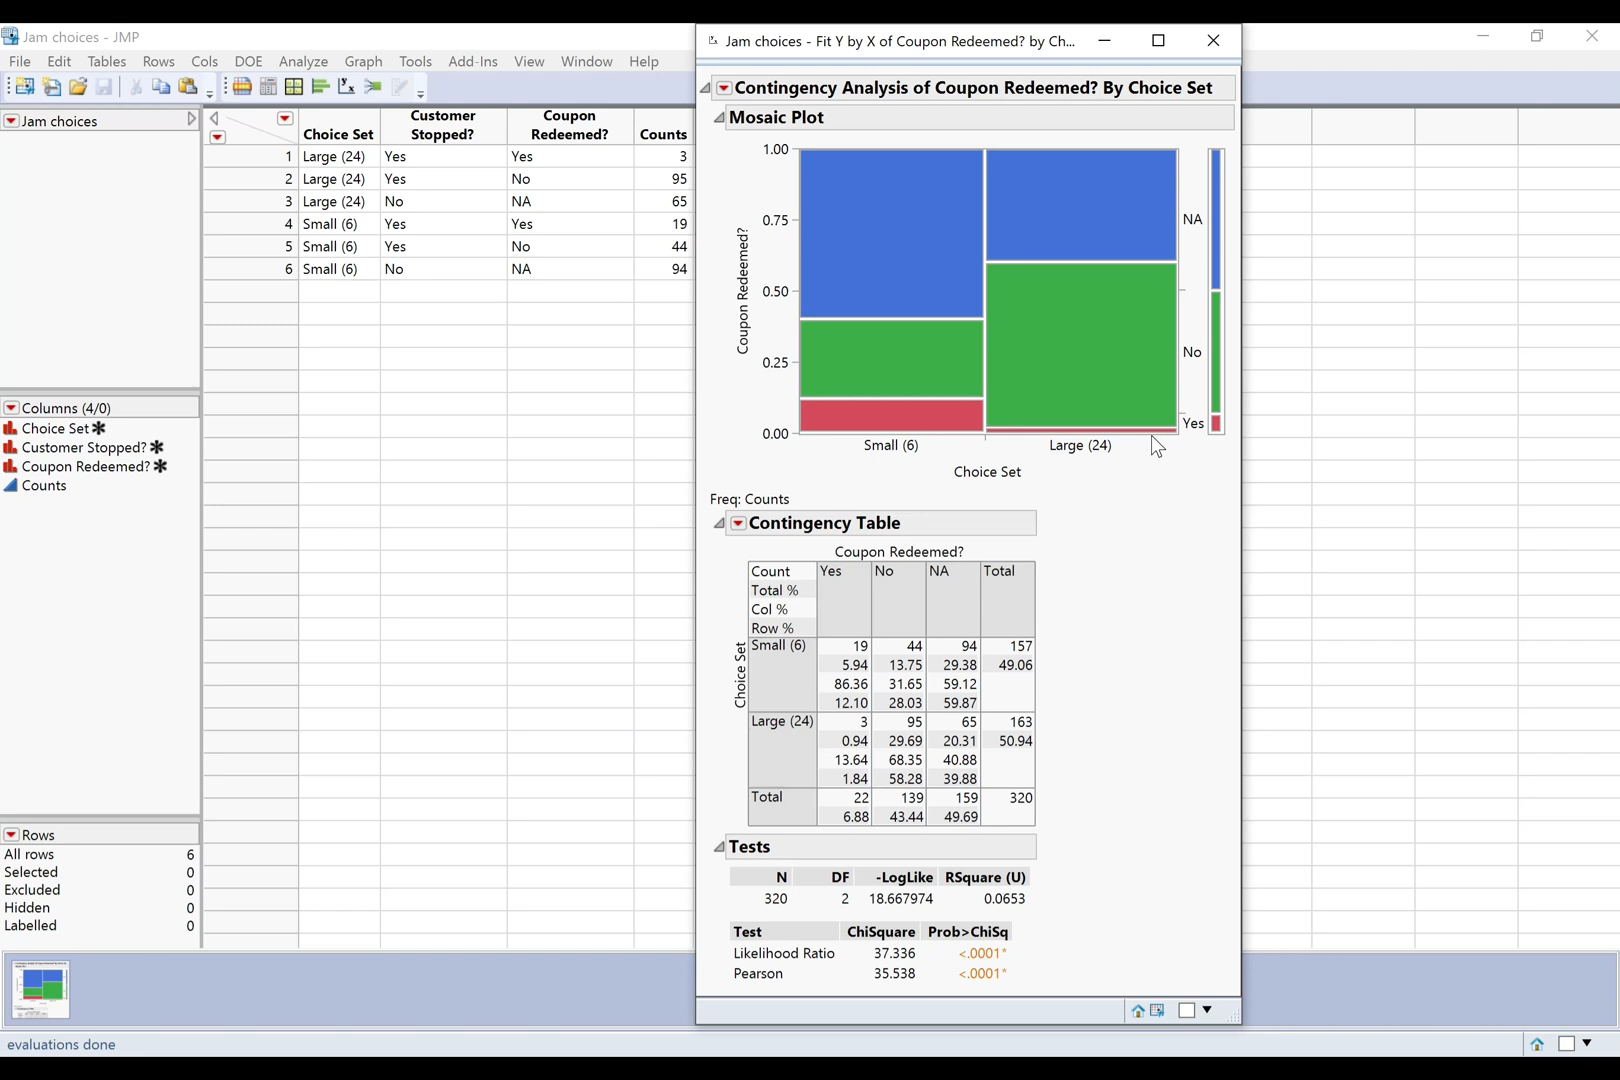 Jam choices - JMP
File Edit Tables Rows Cols DOE Analyze Graph Tools Add-Ins View Window Help
Jam choices
Choice Set Customer Stopped? Coupon Redeemed? Counts
1 Large (24) Yes Yes 3
2 Large (24) Yes No 95
3 Large (24) No NA 65
4 Small (6) Yes Yes 19
5 Small (6) Yes No 44
6 Small (6) No NA 94
Columns (4/0)
Choice Set
Customer Stopped?
Coupon Redeemed?
Counts
Rows
All rows 6
Selected 0
Excluded 0
Hidden 0
Labelled 0
evaluations done
Jam choices - Fit Y by X of Coupon Redeemed? by Ch...
Contingency Analysis of Coupon Redeemed? By Choice Set
Mosaic Plot
1.00
0.75
0.50
0.25
0.00
Coupon Redeemed?
NA
No
Yes
Small (6) Large (24)
Choice Set
Freq: Counts
Contingency Table
Coupon Redeemed?
Choice Set
Count Yes No NA Total
Total %
Col %
Row %
Small (6) 19 44 94 157
5.94 13.75 29.38 49.06
86.36 31.65 59.12
12.10 28.03 59.87
Large (24) 3 95 65 163
0.94 29.69 20.31 50.94
13.64 68.35 40.88
1.84 58.28 39.88
Total 22 139 159 320
6.88 43.44 49.69
Tests
N DF -LogLike RSquare (U)
320 2 18.667974 0.0653
Test ChiSquare Prob>ChiSq
Likelihood Ratio 37.336 <.0001*
Pearson 35.538 <.0001*